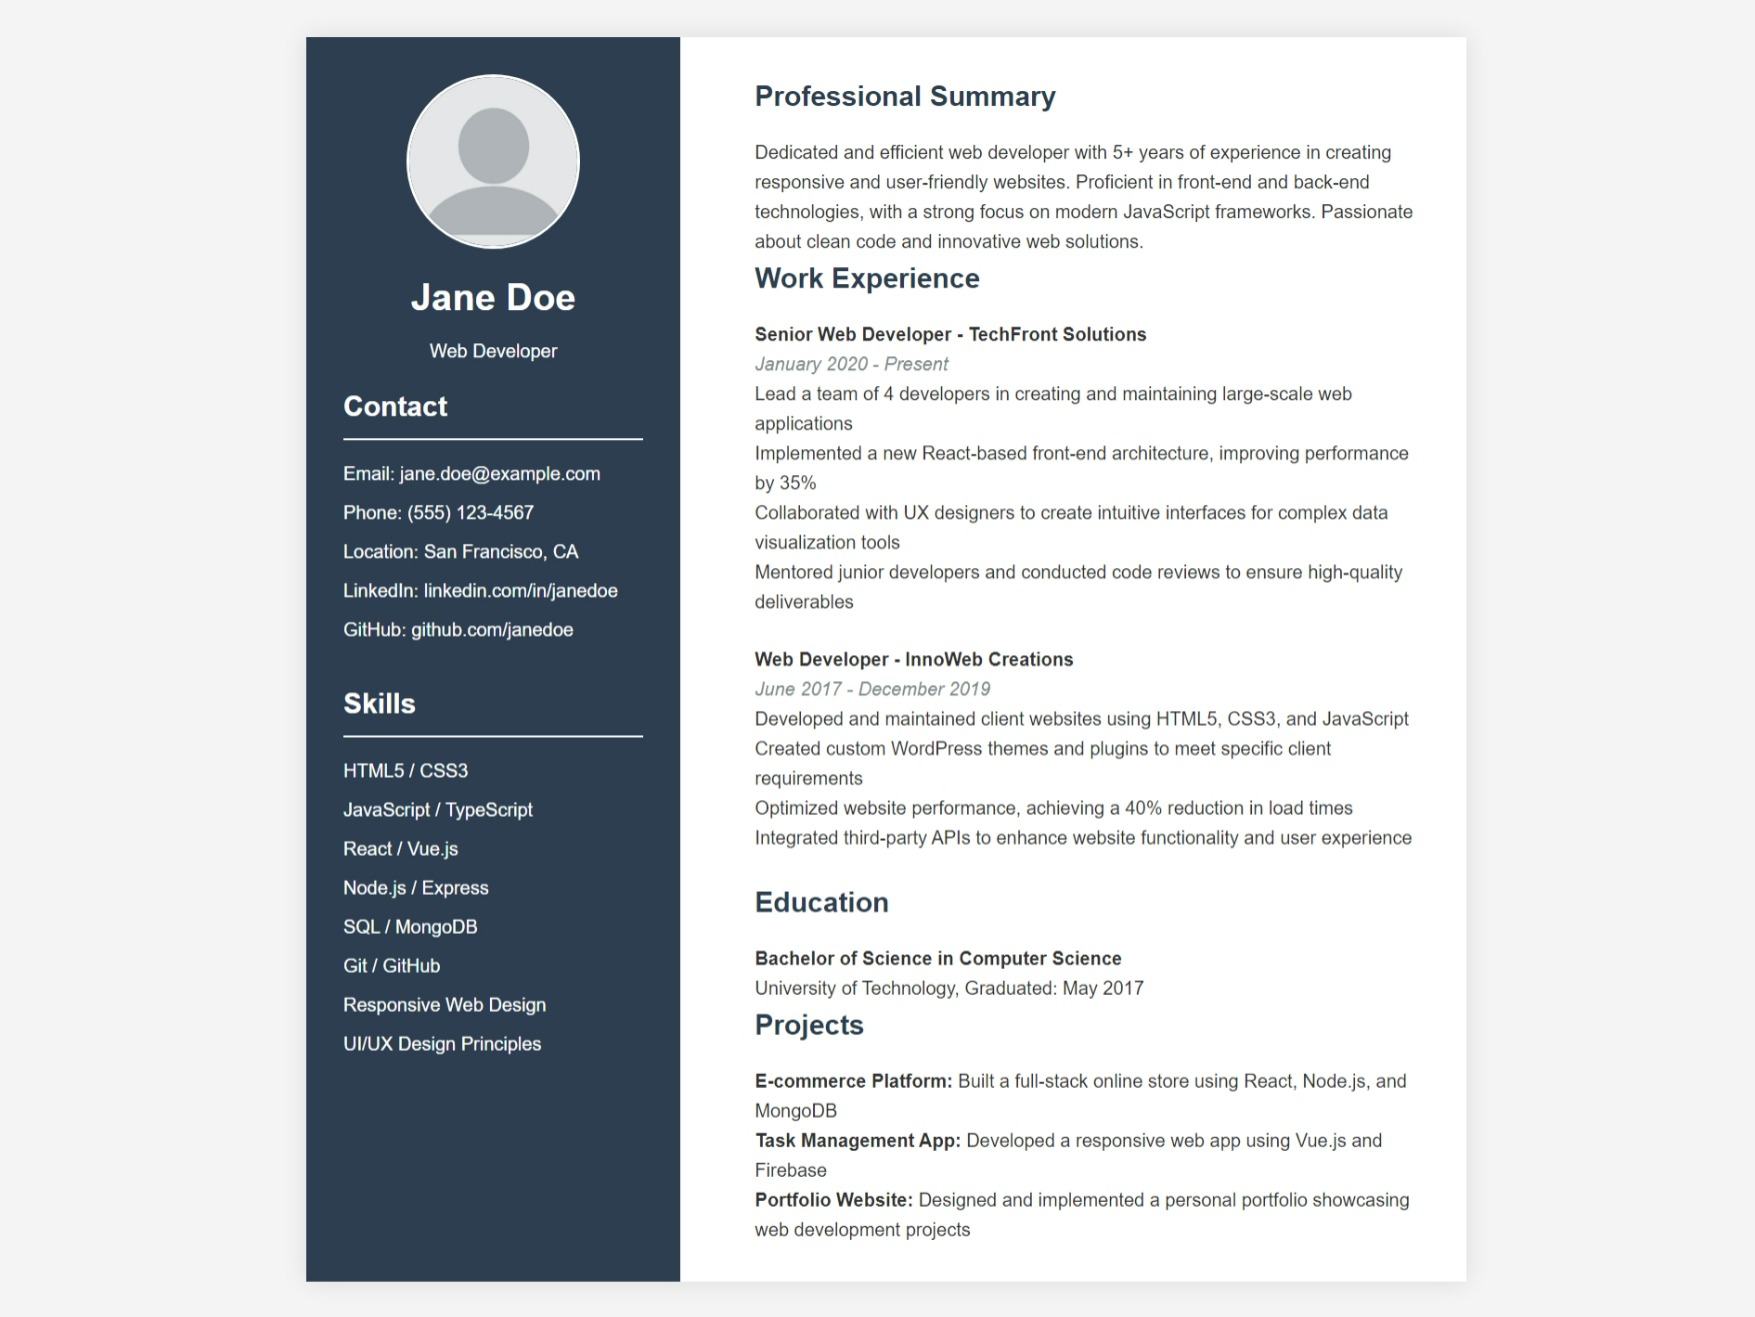 Jane Doe
Web Developer
Contact
Email: jane.doe@example.com
Phone: (555) 123-4567
Location: San Francisco, CA
LinkedIn: linkedin.com/in/janedoe
GitHub: github.com/janedoe
Skills
HTML5 / CSS3
JavaScript / TypeScript
React / Vue.js
Node.js / Express
SQL / MongoDB
Git / GitHub
Responsive Web Design
UI/UX Design Principles
Professional Summary
Dedicated and efficient web developer with 5+ years of experience in creating
responsive and user-friendly websites. Proficient in front-end and back-end
technologies, with a strong focus on modern JavaScript frameworks. Passionate
about clean code and innovative web solutions.
Work Experience
Senior Web Developer - TechFront Solutions
January 2020 - Present
Lead a team of 4 developers in creating and maintaining large-scale web
applications
Implemented a new React-based front-end architecture, improving performance
by 35%
Collaborated with UX designers to create intuitive interfaces for complex data
visualization tools
Mentored junior developers and conducted code reviews to ensure high-quality
deliverables
Web Developer - InnoWeb Creations
June 2017 - December 2019
Developed and maintained client websites using HTML5, CSS3, and JavaScript
Created custom WordPress themes and plugins to meet specific client
requirements
Optimized website performance, achieving a 40% reduction in load times
Integrated third-party APIs to enhance website functionality and user experience
Education
Bachelor of Science in Computer Science
University of Technology, Graduated: May 2017
Projects
E-commerce Platform: Built a full-stack online store using React, Node.js, and
MongoDB
Task Management App: Developed a responsive web app using Vue.js and
Firebase
Portfolio Website: Designed and implemented a personal portfolio showcasing
web development projects